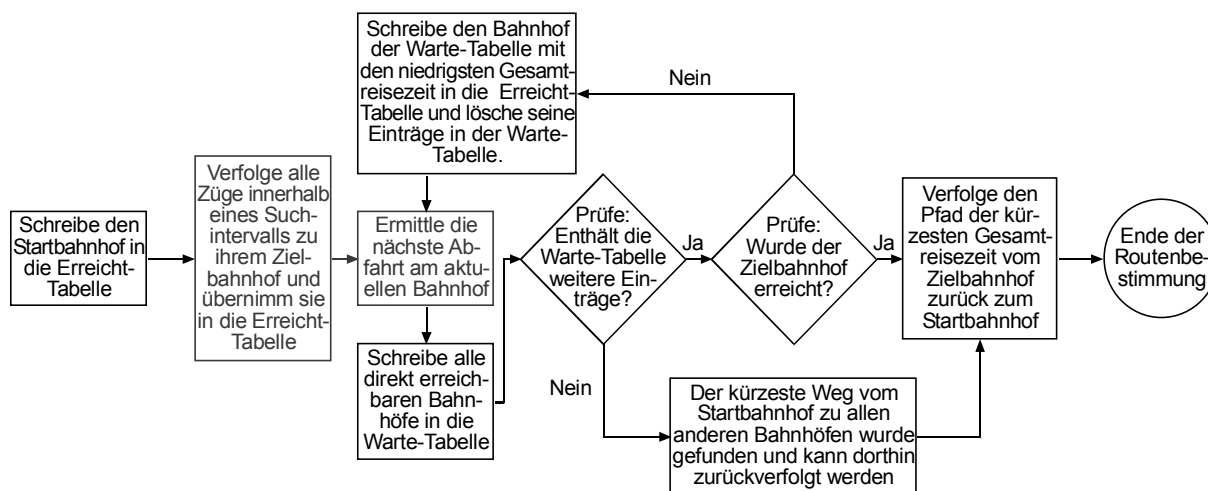 Schreibe den Bahnhof
der Warte-Tabelle mit
den niedrigsten Gesamt-
reisezeit in die Erreicht-
Tabelle und lösche seine
Einträge in der Warte-
Tabelle.
Nein
Schreibe den
Startbahnhof in
die Erreicht-
Tabelle
Verfolge alle
Züge innerhalb
eines Such-
intervalls zu
ihrem Ziel-
bahnhof und
übernimm sie
in die Erreicht-
Tabelle
Ermittle die
nächste Ab-
fahrt am aktu-
ellen Bahnhof
Schreibe alle
direkt erreich-
baren Bahn-
höfe in die
Warte-Tabelle
Prüfe:
Enthält die
Warte-Tabelle
weitere Ein-
träge?
Ja
Nein
Prüfe:
Wurde der
Zielbahnhof
erreicht?
Ja
Verfolge den
Pfad der kür-
zesten Gesamt-
reisezeit vom
Zielbahnhof
zurück zum
Startbahnhof
Ende der
Routenbe-
stimmung
Der kürzeste Weg vom
Startbahnhof zu allen
anderen Bahnhöfen wurde
gefunden und kann dorthin
zurückverfolgt werden